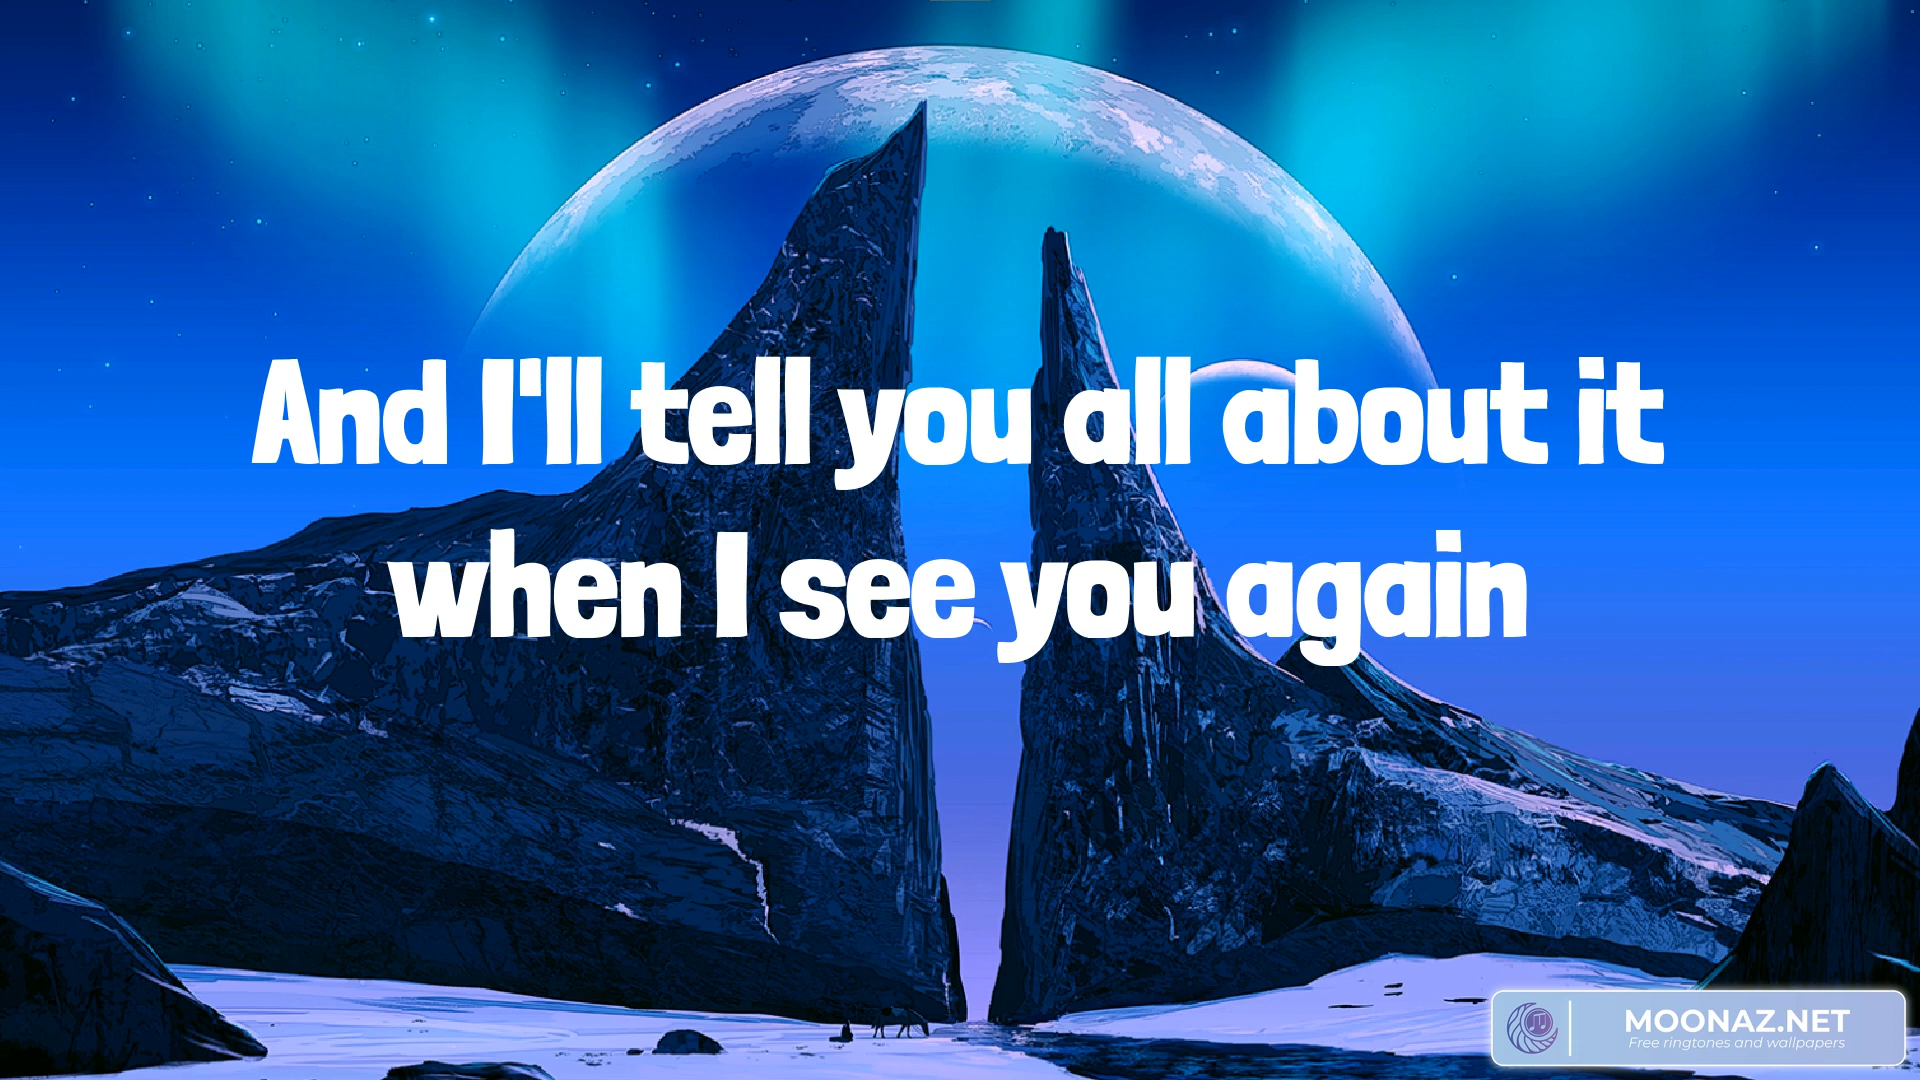 And I'll tell you all about it
when I see you again
MOONAZ.NET
Free ringtones and wallpapers